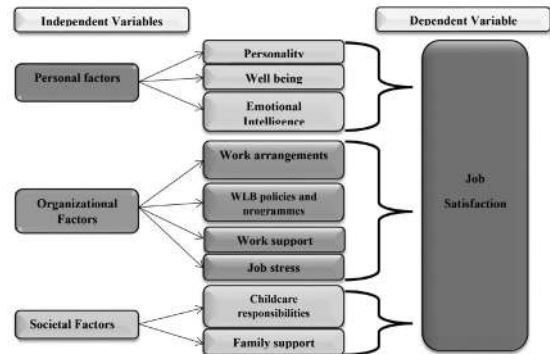 Independent Variables
Dependent Variable
Personal factors
Personality
Well being
Emotional
Intelligence
Organizational
Factors
Work arrangements
WLB policies and
programmes
Work support
Job stress
Societal Factors
Childcare
responsibilities
Family support
Job
Satisfaction